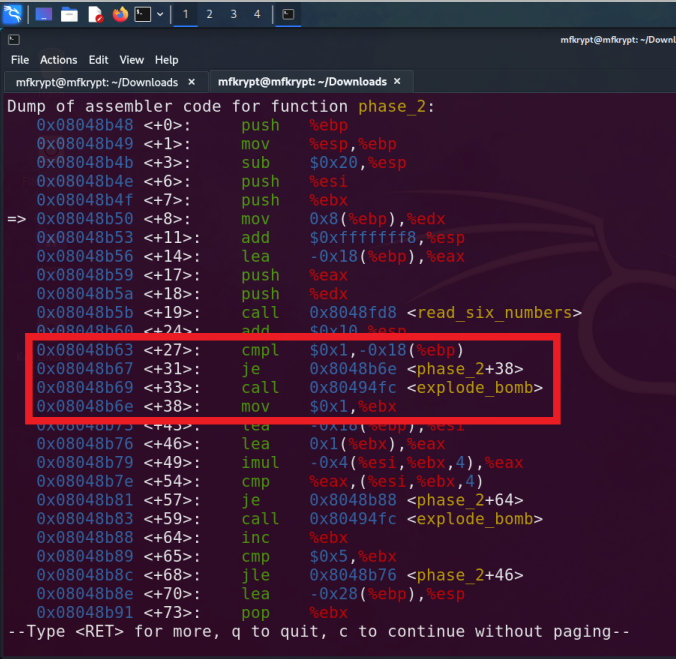 1 2 3 4
mfkrypt@mfkrypt: ~/Downl
File Actions Edit View Help
mfkrypt@mfkrypt: ~/Downloads × mfkrypt@mfkrypt: ~/Downloads ×
Dump of assembler code for function phase_2:
0x08048b48 <+0>: push %ebp
0x08048b49 <+1>: mov %esp,%ebp
0x08048b4b <+3>: sub $0x20,%esp
0x08048b4e <+6>: push %esi
0x08048b4f <+7>: push %ebx
=> 0x08048b50 <+8>: mov 0x8(%ebp),%edx
0x08048b53 <+11>: add $0xfffffff8,%esp
0x08048b56 <+14>: lea -0x18(%ebp),%eax
0x08048b59 <+17>: push %eax
0x08048b5a <+18>: push %edx
0x08048b5b <+19>: call 0x8048fd8 <read_six_numbers>
0x08048b60 <+24>: add $0x10,%esp
0x08048b63 <+27>: cmpl $0x1,-0x18(%ebp)
0x08048b67 <+31>: je 0x8048b6e <phase_2+38>
0x08048b69 <+33>: call 0x80494fc <explode_bomb>
0x08048b6e <+38>: mov $0x1,%ebx
0x08048b73 <+43>: lea -0x18(%ebp),%esi
0x08048b76 <+46>: lea 0x1(%ebx),%eax
0x08048b79 <+49>: imul -0x4(%esi,%ebx,4),%eax
0x08048b7e <+54>: cmp %eax,(%esi,%ebx,4)
0x08048b81 <+57>: je 0x8048b88 <phase_2+64>
0x08048b83 <+59>: call 0x80494fc <explode_bomb>
0x08048b88 <+64>: inc %ebx
0x08048b89 <+65>: cmp $0x5,%ebx
0x08048b8c <+68>: jle 0x8048b76 <phase_2+46>
0x08048b8e <+70>: lea -0x28(%ebp),%esp
0x08048b91 <+73>: pop %ebx
--Type <RET> for more, q to quit, c to continue without paging--